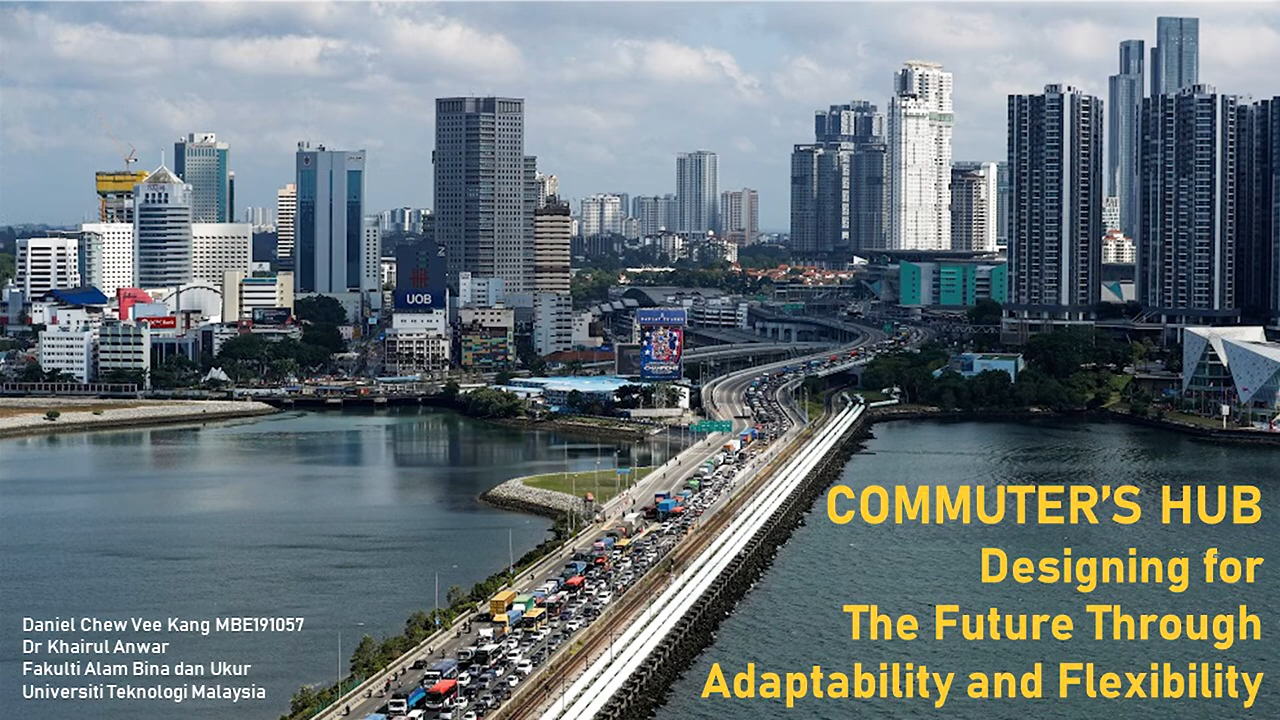 COMMUTER'S HUB
Designing for
The Future Through
Adaptability and Flexibility
Daniel Chew Vee Kang MBE191057
Dr Khairul Anwar
Fakulti Alam Bina dan Ukur
Universiti Teknologi Malaysia
UOB